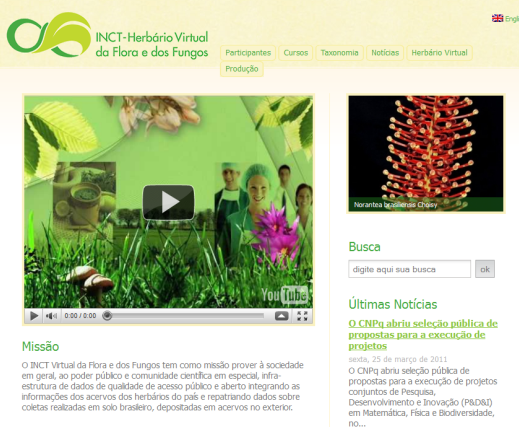 INCT-Herbário Virtual
da Flora e dos Fungos
Engli
Participantes Cursos Taxonomia Notícias Herbário Virtual
Produção
YouTube
0:00 / 0:00
Norantea brasiliensis Choisy
Busca
digite aqui sua busca ok
Missão
O INCT Virtual da Flora e dos Fungos tem como missão prover à sociedade
em geral, ao poder público e comunidade científica em especial, infra-
estrutura de dados de qualidade de acesso público e aberto integrando as
informações dos acervos dos herbários do país e repatriando dados sobre
coletas realizadas em solo brasileiro, depositadas em acervos no exterior.
Últimas Notícias
O CNPq abriu seleção pública de
propostas para a execução de
projetos
sexta, 25 de março de 2011
O CNPq abriu seleção pública de
propostas para a execução de projetos
conjuntos de Pesquisa,
Desenvolvimento e Inovação (P&D&I)
em Matemática, Física e Biodiversidade,
no...